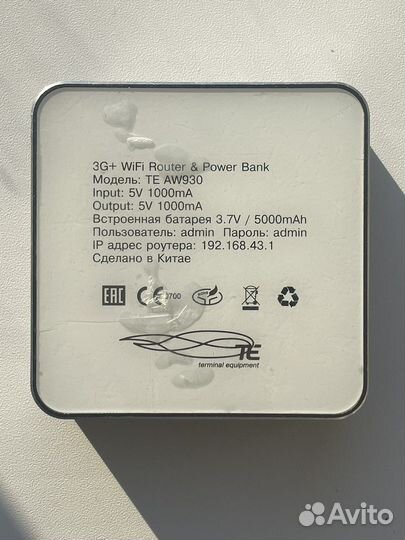 3G+ WiFi Router & Power Bank
Модель: TE AW930
Input: 5V 1000mA
Output: 5V 1000mA
Встроенная батарея 3.7V / 5000mAh
Пользователь: admin Пароль: admin
IP адрес роутера: 192.168.43.1
Сделано в Китае
EAC CE 0700
TE
terminal equipment
Avito